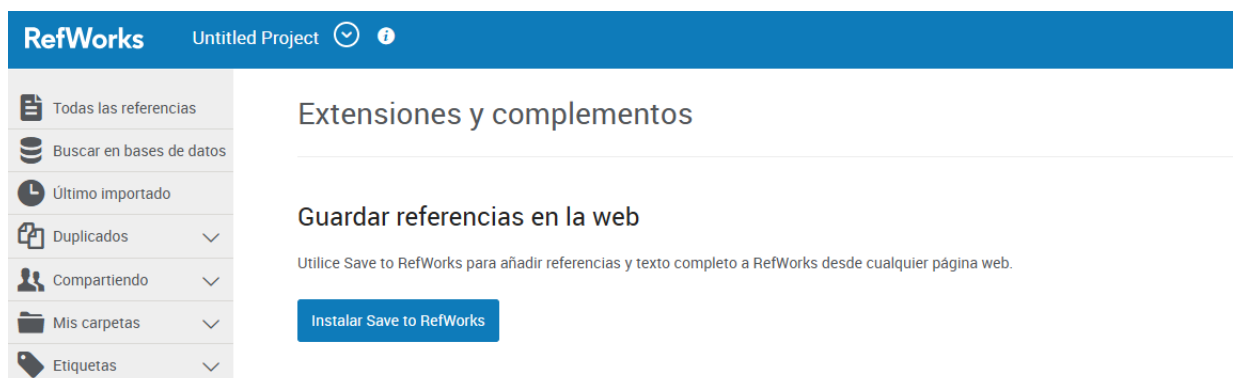 RefWorks Untitled Project
Todas las referencias
Buscar en bases de datos
Último importado
Duplicados
Compartiendo
Mis carpetas
Etiquetas
Extensiones y complementos
Guardar referencias en la web
Utilice Save to RefWorks para añadir referencias y texto completo a RefWorks desde cualquier página web.
Instalar Save to RefWorks